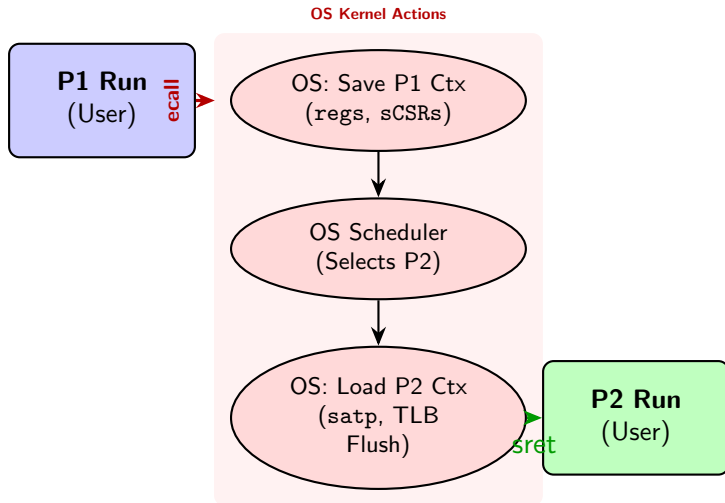 OS Kernel Actions
P1 Run
(User)
ecall
OS: Save P1 Ctx
(regs, sCSRs)
OS Scheduler
(Selects P2)
OS: Load P2 Ctx
(satp, TLB
Flush)
sret
P2 Run
(User)